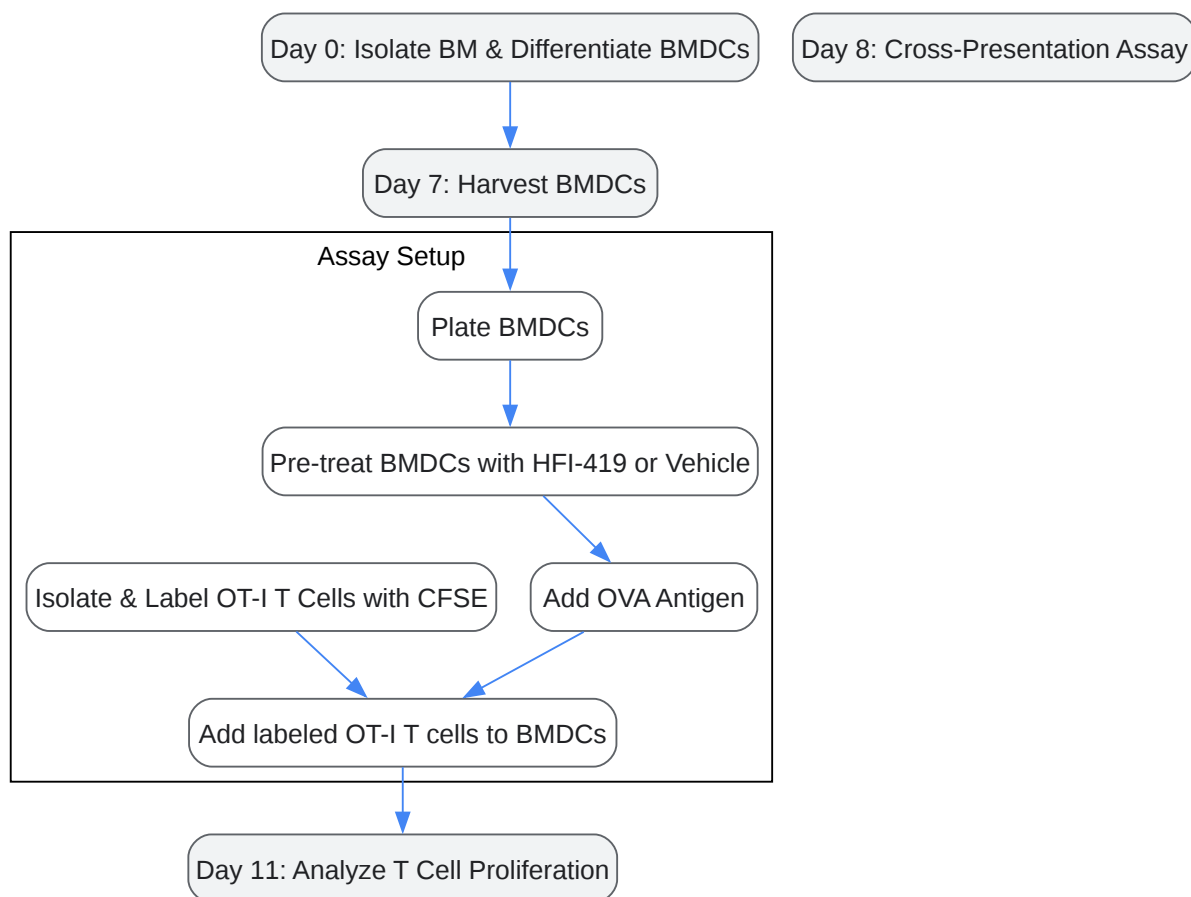 Day 0: Isolate BM & Differentiate BMDCs
Day 8: Cross-Presentation Assay
Day 7: Harvest BMDCs
Assay Setup
Plate BMDCs
Pre-treat BMDCs with HFI-419 or Vehicle
Isolate & Label OT-I T Cells with CFSE
Add OVA Antigen
Add labeled OT-I T cells to BMDCs
Day 11: Analyze T Cell Proliferation